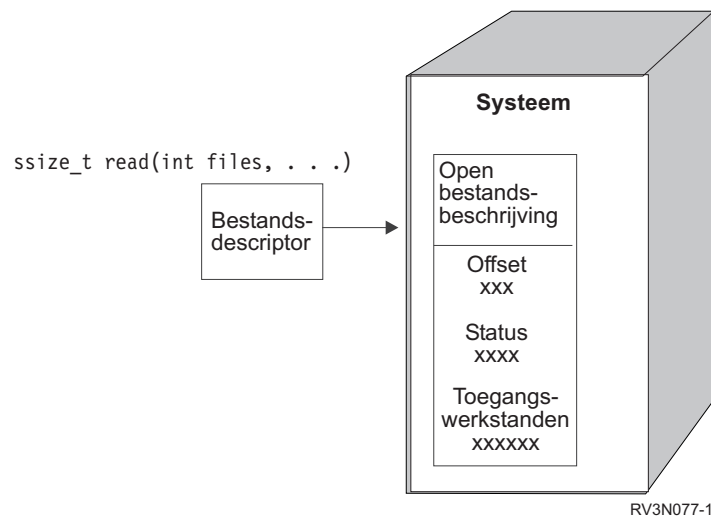 Systeem
ssize_t read(int files, . . .)
Bestands-
descriptor
Open
bestands-
beschrijving
Offset
xxx
Status
xxxx
Toegangs-
werkstanden
xxxxxx
RV3N077-1